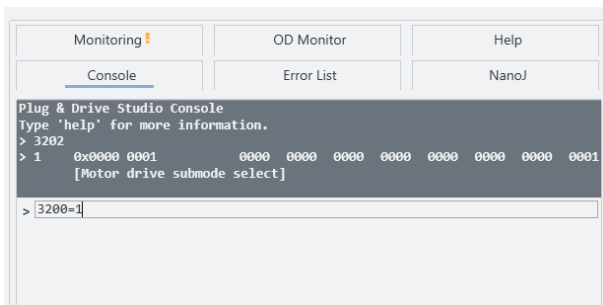 Monitoring! OD Monitor Help
Console Error List NanoJ
Plug & Drive Studio Console
Type 'help' for more information.
> 3202
> 1 0x0000 0001 0000 0000 0000 0000 0000 0000 0000 0001
[Motor drive submode select]
> 3200=1